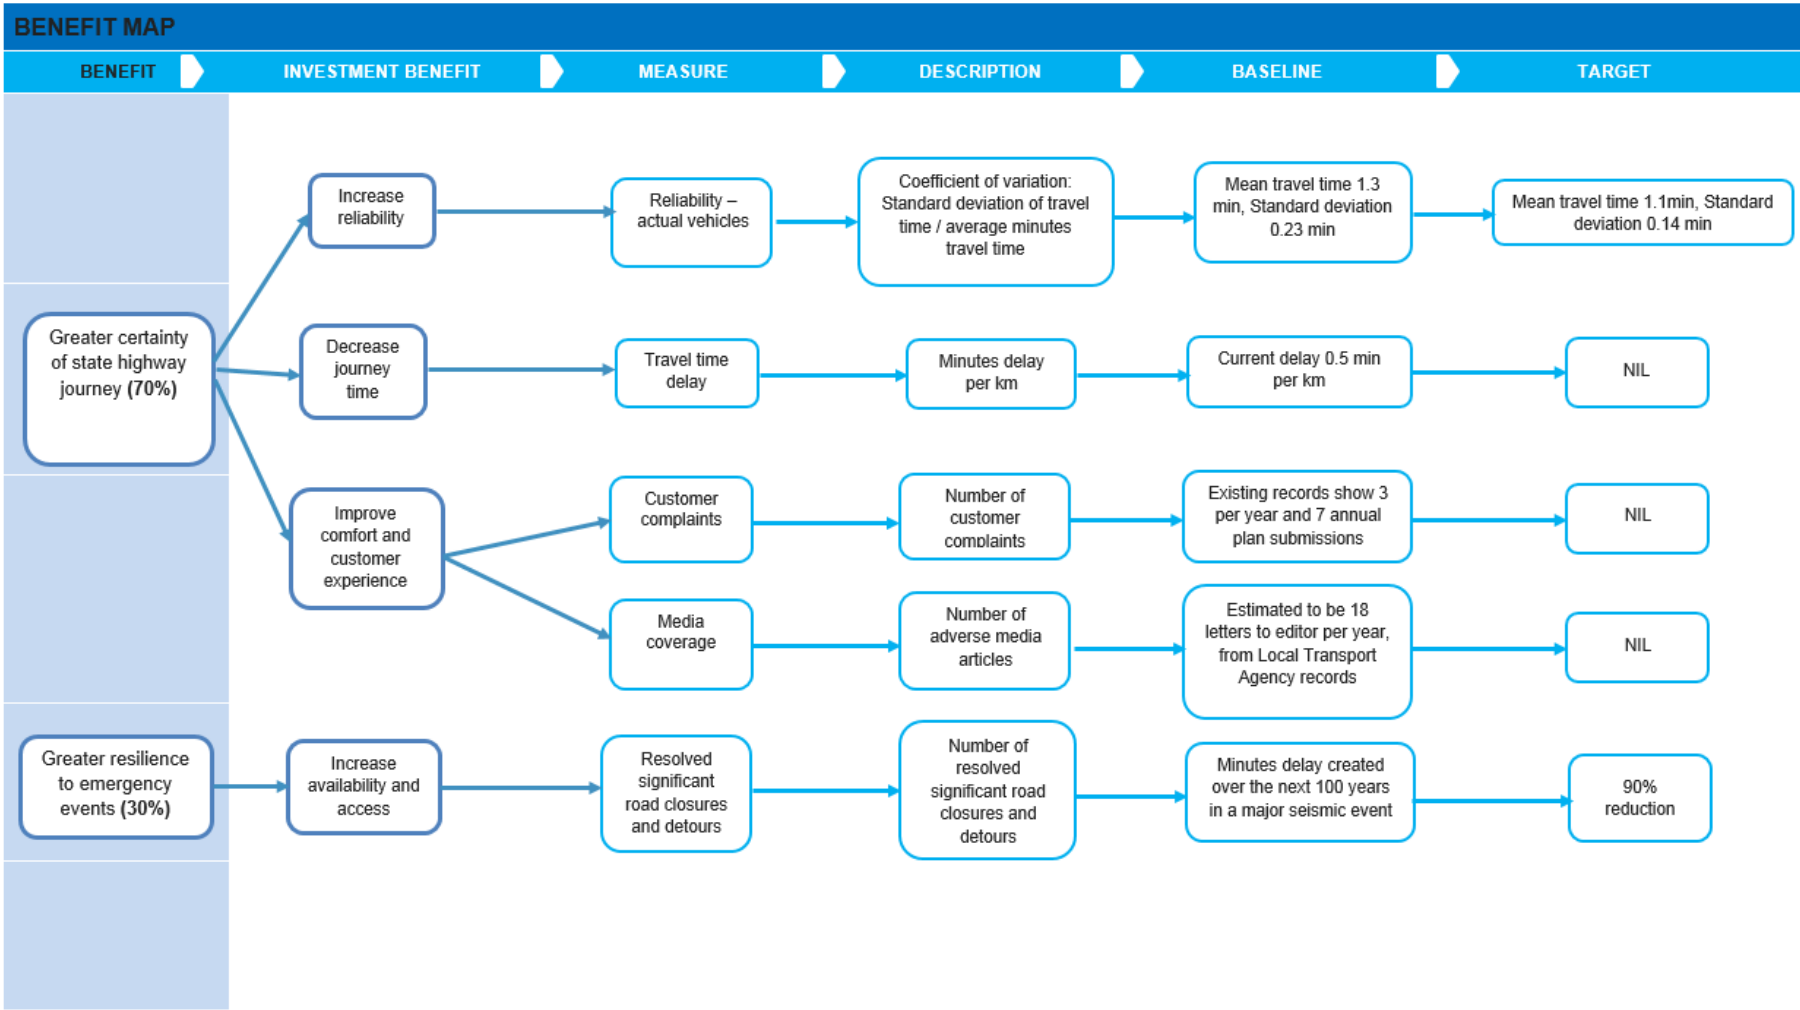 BENEFIT MAP
BENEFIT
INVESTMENT BENEFIT
MEASURE
DESCRIPTION
BASELINE
TARGET
Greater certainty
of state highway
journey (70%)
Increase
reliability
Reliability –
actual vehicles
Coefficient of variation:
Standard deviation of travel
time / average minutes
travel time
Mean travel time 1.3
min, Standard deviation
0.23 min
Mean travel time 1.1min, Standard
deviation 0.14 min
Decrease
journey
time
Travel time
delay
Minutes delay
per km
Current delay 0.5 min
per km
NIL
Improve
comfort and
customer
experience
Customer
complaints
Number of
customer
complaints
Existing records show 3
per year and 7 annual
plan submissions
NIL
Media
coverage
Number of
adverse media
articles
Estimated to be 18
letters to editor per year,
from Local Transport
Agency records
NIL
Greater resilience
to emergency
events (30%)
Increase
availability and
access
Resolved
significant
road closures
and detours
Number of
resolved
significant road
closures and
detours
Minutes delay created
over the next 100 years
in a major seismic event
90%
reduction